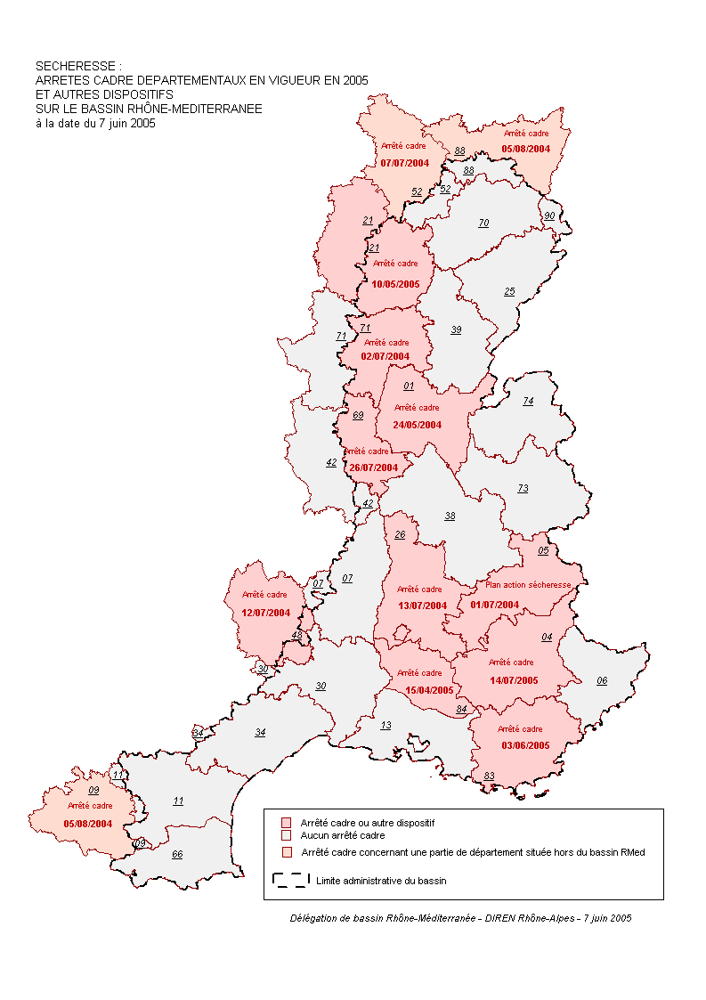 SECHERESSE :
ARRETES CADRE DEPARTEMENTAUX EN VIGUEUR EN 2005
ET AUTRES DISPOSITIFS
SUR LE BASSIN RHÔNE-MEDITERRANEE
à la date du 7 juin 2005
Arrêté cadre
05/08/2004
88
Arrêté cadre
07/07/2004
88
52
52
90
70
21
21
Arrêté cadre
10/05/2005
25
71
71
Arrêté cadre
02/07/2004
39
01
Arrêté cadre
24/05/2004
74
69
Arrêté cadre
26/07/2004
42
73
42
38
26
05
Plan action sécheresse
01/07/2004
07
07
Arrêté cadre
13/07/2004
Arrêté cadre
12/07/2004
48
04
Arrêté cadre
14/07/2005
30
30
Arrêté cadre
15/04/2005
84
06
34
34
13
Arrêté cadre
03/06/2005
83
11
09
Arrêté cadre
05/08/2004
11
09
66
Arrêté cadre ou autre dispositif
Aucun arrêté cadre
Arrêté cadre concernant une partie de département située hors du bassin RMed
Limite administrative du bassin
Délégation de bassin Rhône-Méditerranée - DIREN Rhône-Alpes - 7 juin 2005